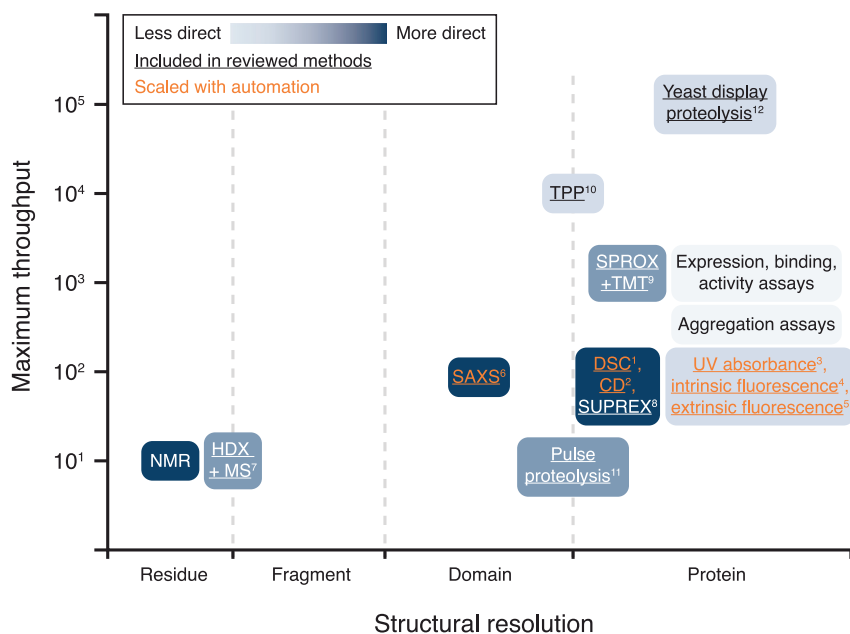 Less direct More direct
Included in reviewed methods
Scaled with automation
Maximum throughput
10⁵
10⁴
10³
10²
10¹
Yeast display
proteolysis¹²
TPP¹⁰
SPROX
+TMT⁹
Expression, binding,
activity assays
Aggregation assays
SAXS⁶
DSC¹,
CD²,
SUPREX⁸
UV absorbance³,
intrinsic fluorescence⁴,
extrinsic fluorescence⁵
NMR
HDX
+ MS⁷
Pulse
proteolysis¹¹
Residue Fragment Domain Protein
Structural resolution